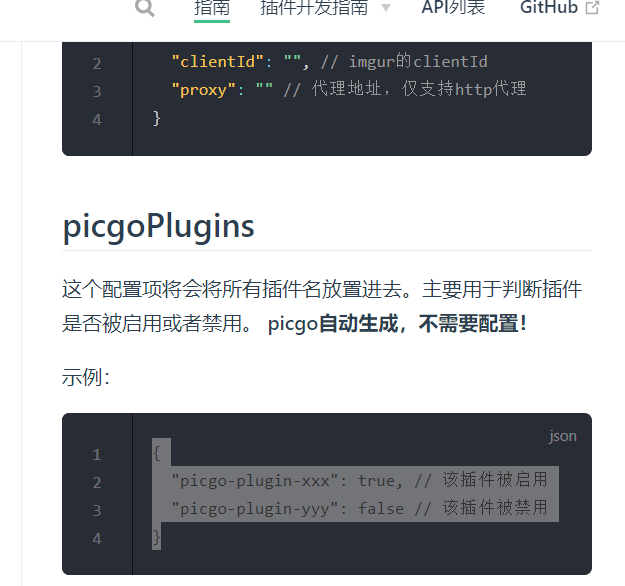 指南 插件开发指南 API列表 GitHub
2 "clientId": "", // imgur的clientId
3 "proxy": "" // 代理地址，仅支持http代理
4 }
picgoPlugins
这个配置项将会将所有插件名放置进去。主要用于判断插件
是否被启用或者禁用。 picgo自动生成，不需要配置！
示例：
json
1 {
2 "picgo-plugin-xxx": true, // 该插件被启用
3 "picgo-plugin-yyy": false // 该插件被禁用
4 }